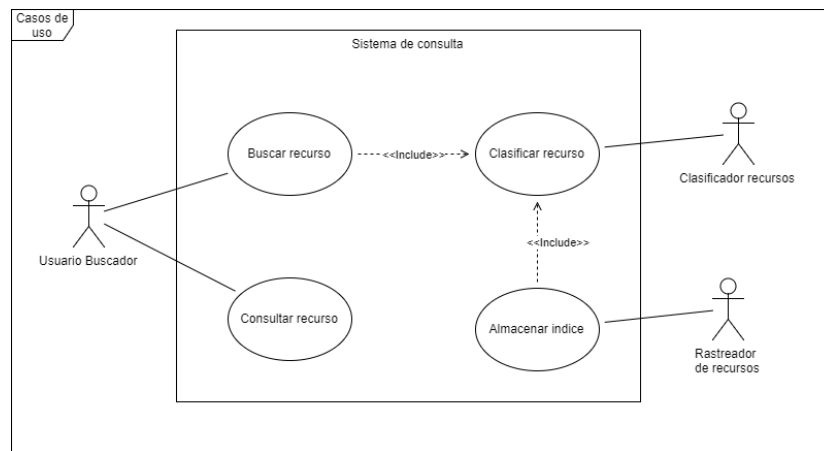 Casos de
uso
Sistema de consulta
Buscar recurso
<<Include>>
Clasificar recurso
Clasificador recursos
<<Include>>
Usuario Buscador
Consultar recurso
Almacenar indice
Rastreador
de recursos